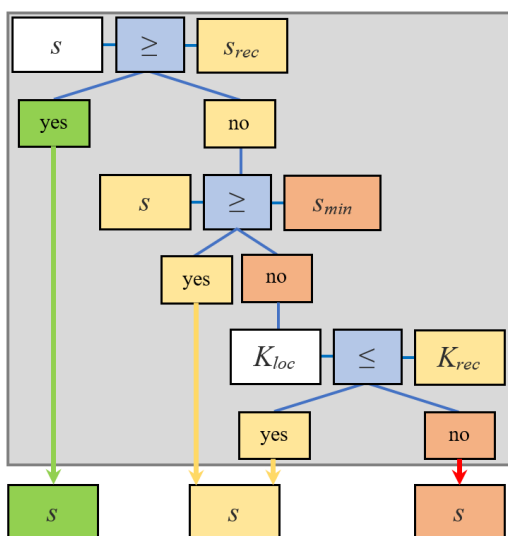 s ≥ s_rec
yes no
s ≥ s_min
yes no
K_loc ≤ K_rec
yes no
s s s